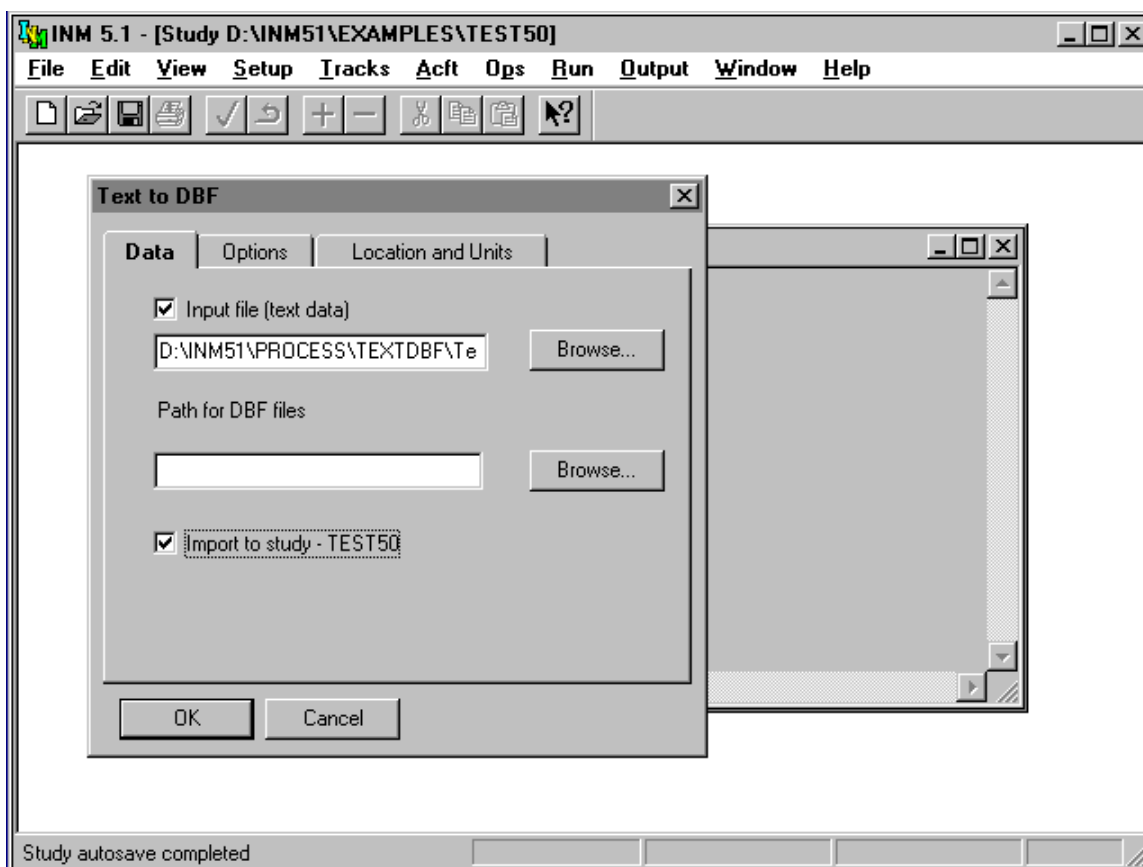 INM 5.1 - [Study D:\INM51\EXAMPLES\TEST50]
File Edit View Setup Tracks Acft Ops Run Output Window Help
Text to DBF
Data Options Location and Units
Input file (text data)
D:\INM51\PROCESS\TEXTDBF\Te Browse...
Path for DBF files
Browse...
Import to study - TEST50
OK Cancel
Study autosave completed